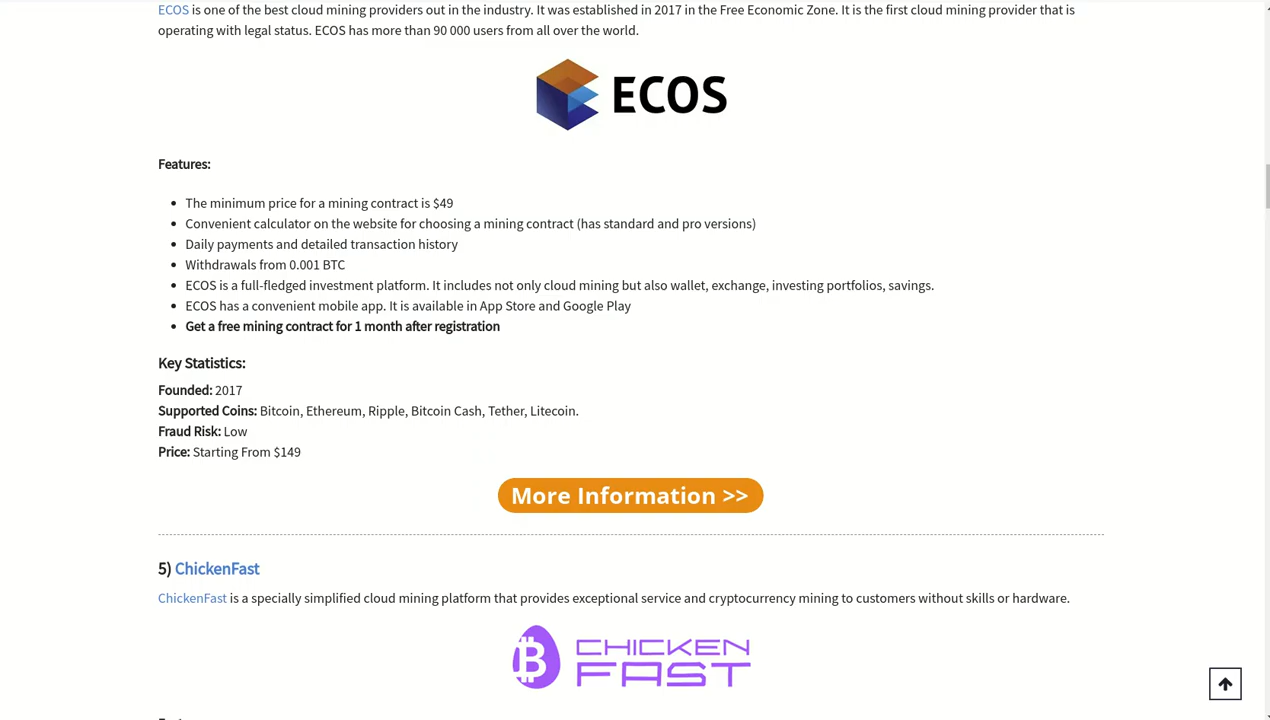 ECOS is one of the best cloud mining providers out in the industry. It was established in 2017 in the Free Economic Zone. It is the first cloud mining provider that is
operating with legal status. ECOS has more than 90 000 users from all over the world.
ECOS
Features:
The minimum price for a mining contract is $49
Convenient calculator on the website for choosing a mining contract (has standard and pro versions)
Daily payments and detailed transaction history
Withdrawals from 0.001 BTC
ECOS is a full-fledged investment platform. It includes not only cloud mining but also wallet, exchange, investing portfolios, savings.
ECOS has a convenient mobile app. It is available in App Store and Google Play
Get a free mining contract for 1 month after registration
Key Statistics:
Founded: 2017
Supported Coins: Bitcoin, Ethereum, Ripple, Bitcoin Cash, Tether, Litecoin.
Fraud Risk: Low
Price: Starting From $149
More Information >>
5) ChickenFast
ChickenFast is a specially simplified cloud mining platform that provides exceptional service and cryptocurrency mining to customers without skills or hardware.
CHICKEN
FAST